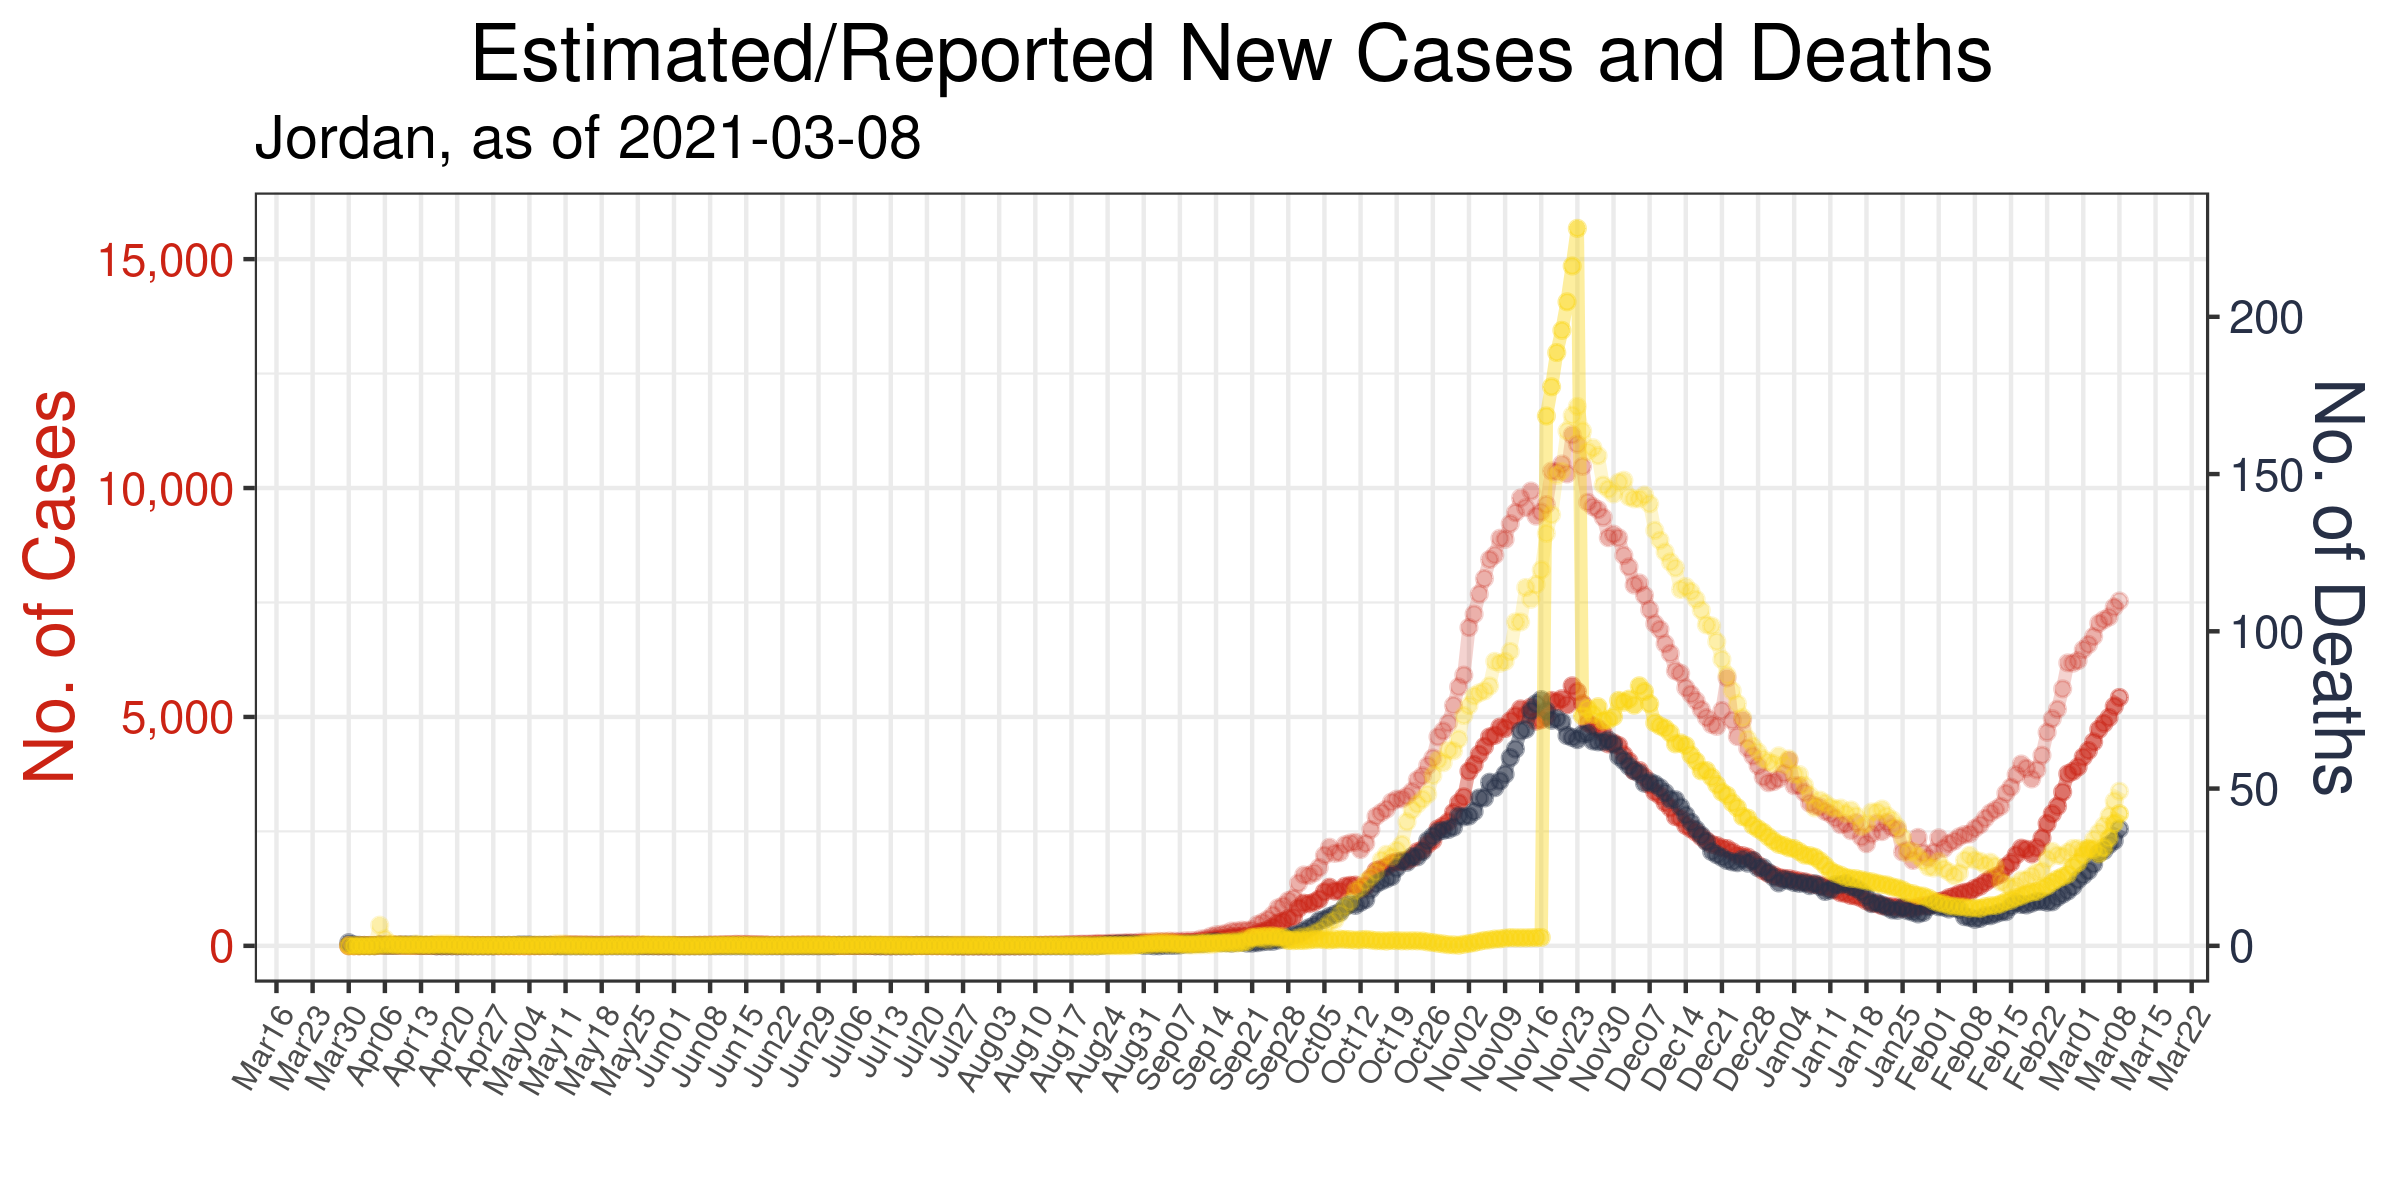 Estimated/Reported New Cases and Deaths
Jordan, as of 2021-03-08
No. of Cases
15,000
10,000
5,000
0
200
150
100
50
0
No. of Deaths
Mar16
Mar23
Mar30
Apr06
Apr13
Apr20
Apr27
May04
May11
May18
May25
Jun01
Jun08
Jun15
Jun22
Jun29
Jul06
Jul13
Jul20
Jul27
Aug03
Aug10
Aug17
Aug24
Aug31
Sep07
Sep14
Sep21
Sep28
Oct05
Oct12
Oct19
Oct26
Nov02
Nov09
Nov16
Nov23
Nov30
Dec07
Dec14
Dec21
Dec28
Jan04
Jan11
Jan18
Jan25
Feb01
Feb08
Feb15
Feb22
Mar01
Mar08
Mar15
Mar22